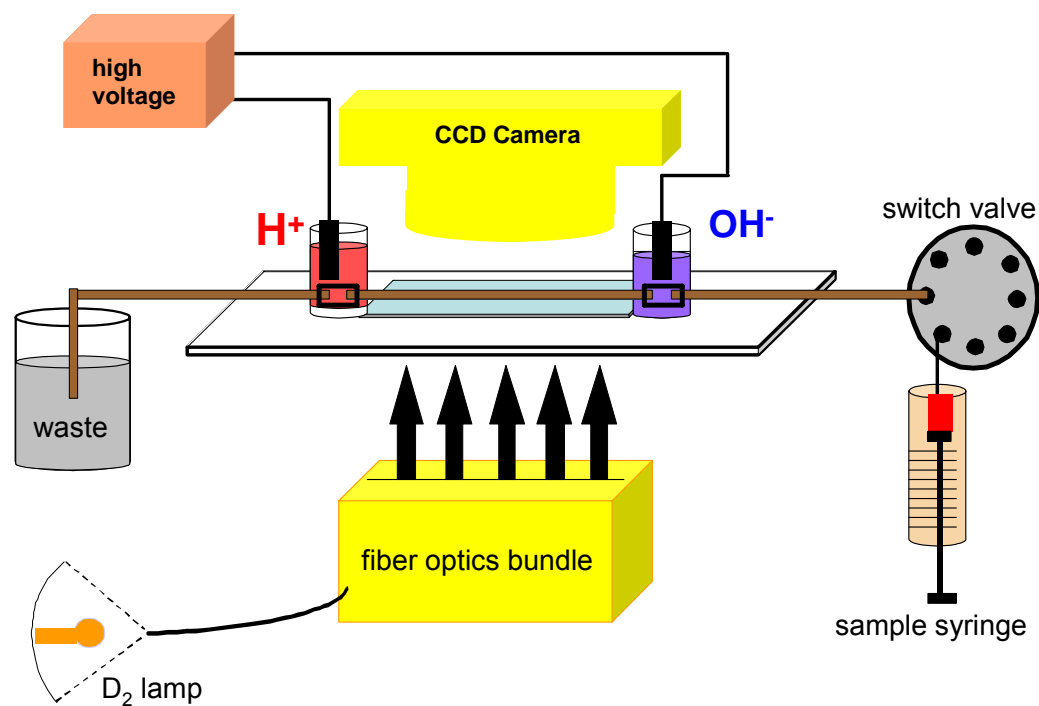 high
voltage
CCD Camera
H⁺
OH⁻
switch valve
waste
fiber optics bundle
sample syringe
D₂ lamp